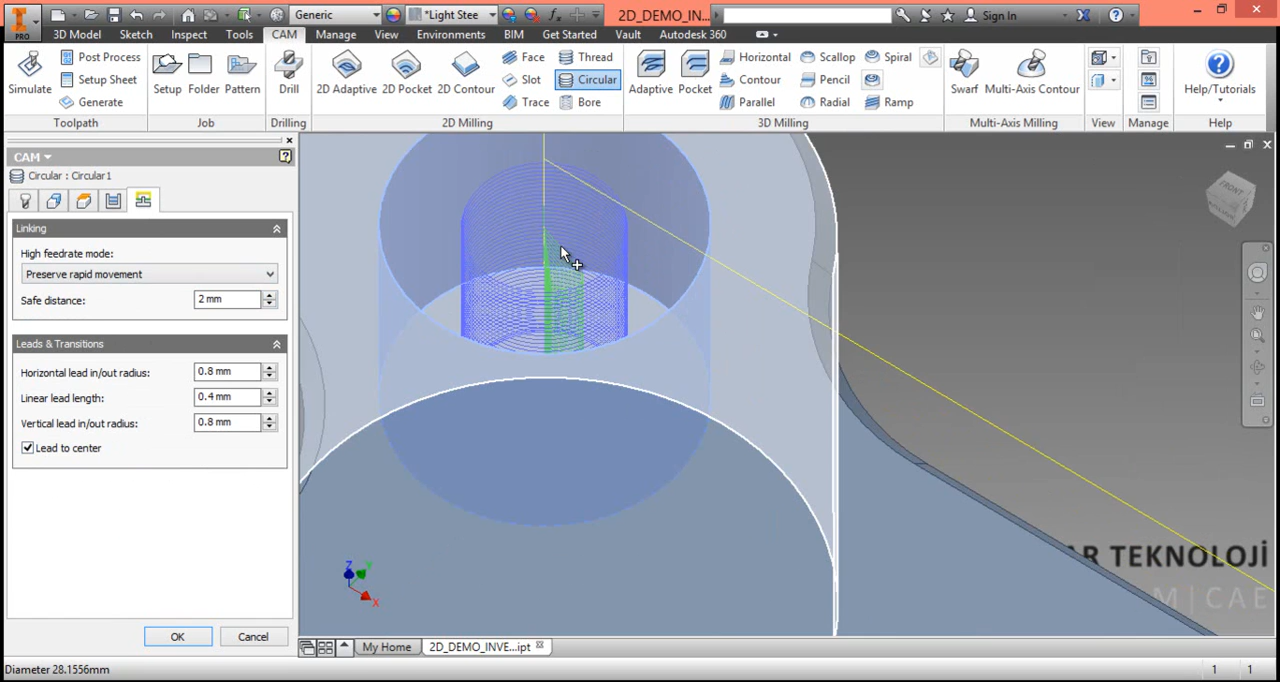 PRO
Generic
*Light Stee
2D_DEMO_IN...
Sign In
3D Model Sketch Inspect Tools CAM Manage View Environments BIM Get Started Vault Autodesk 360
Simulate
Post Process
Setup Sheet
Generate
Toolpath
Setup
Folder
Pattern
Job
Drill
Drilling
2D Adaptive
2D Pocket
2D Contour
Face
Slot
Trace
Thread
Circular
Bore
2D Milling
Adaptive
Pocket
Horizontal
Contour
Parallel
Scallop
Pencil
Radial
Spiral
Ramp
3D Milling
Swarf
Multi-Axis Contour
Multi-Axis Milling
View
Manage
Help/Tutorials
Help
CAM
Circular : Circular1
Linking
High feedrate mode:
Preserve rapid movement
Safe distance: 2 mm
Leads & Transitions
Horizontal lead in/out radius: 0.8 mm
Linear lead length: 0.4 mm
Vertical lead in/out radius: 0.8 mm
Lead to center
OK
Cancel
FRONT
Z
Y
X
AR TEKNOLOJİ
M|CAE
My Home
2D_DEMO_INVE...ipt
Diameter 28.1556mm
1 1